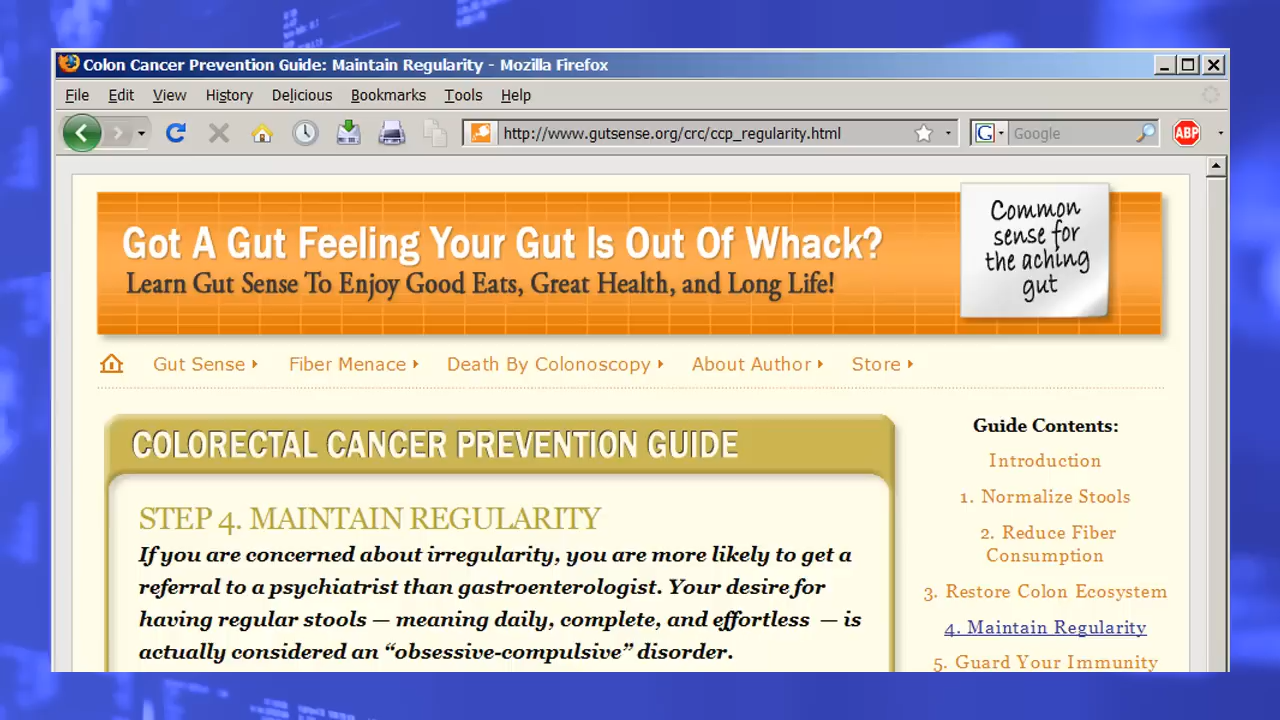 Colon Cancer Prevention Guide: Maintain Regularity - Mozilla Firefox
File Edit View History Delicious Bookmarks Tools Help
http://www.gutsense.org/crc/ccp_regularity.html
G Google
ABP
Got A Gut Feeling Your Gut Is Out Of Whack?
Learn Gut Sense To Enjoy Good Eats, Great Health, and Long Life!
Common
sense for
the aching
gut
Gut Sense Fiber Menace Death By Colonoscopy About Author Store
COLORECTAL CANCER PREVENTION GUIDE
STEP 4. MAINTAIN REGULARITY
If you are concerned about irregularity, you are more likely to get a
referral to a psychiatrist than gastroenterologist. Your desire for
having regular stools — meaning daily, complete, and effortless — is
actually considered an “obsessive-compulsive” disorder.
Guide Contents:
Introduction
1. Normalize Stools
2. Reduce Fiber
Consumption
3. Restore Colon Ecosystem
4. Maintain Regularity
5. Guard Your Immunity